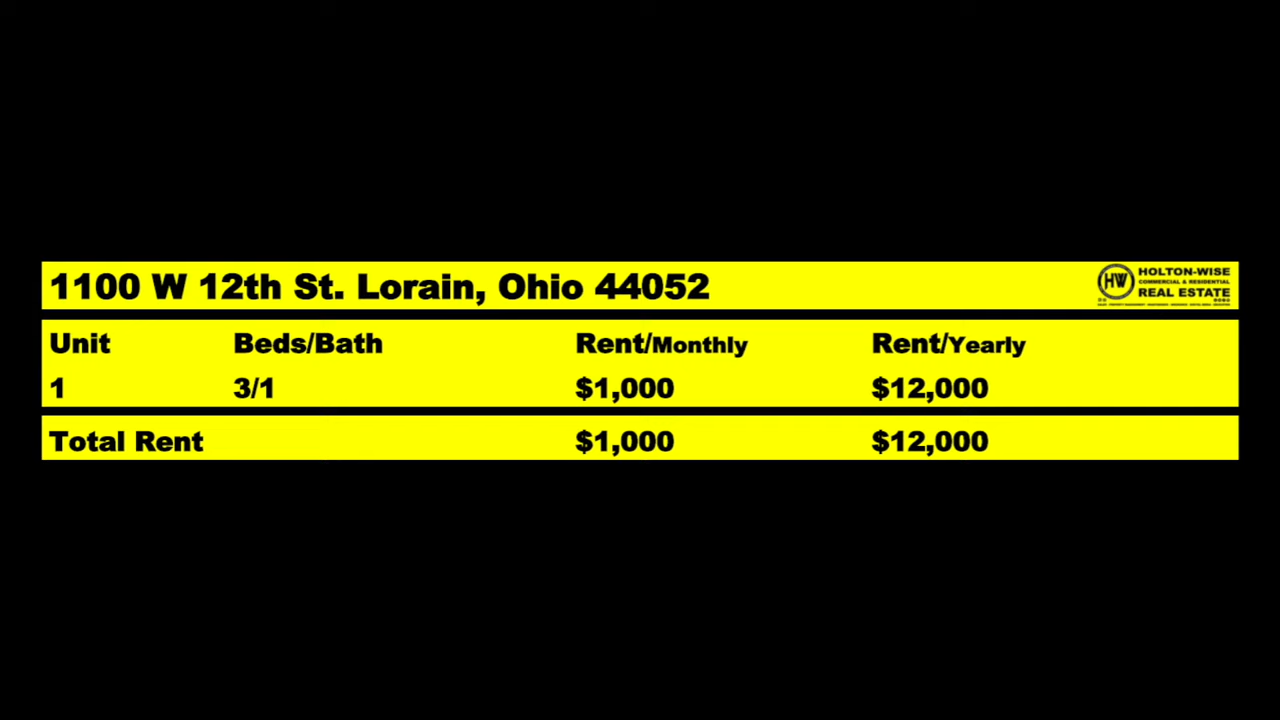 1100 W 12th St. Lorain, Ohio 44052
HW
HOLTON-WISE
COMMERCIAL & RESIDENTIAL
REAL ESTATE
Unit Beds/Bath Rent/Monthly Rent/Yearly
1 3/1 $1,000 $12,000
Total Rent $1,000 $12,000